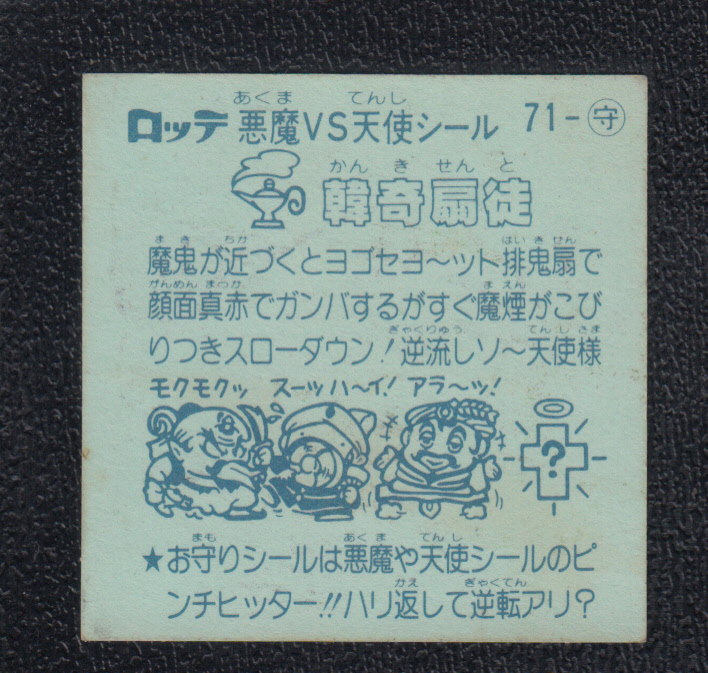 ロッテ 悪魔VS天使シール 71-守
あくま てんし
かんきせんと
韓奇扇徒
まき ちか はいきせん
魔鬼が近づくとヨゴセヨ〜ット排鬼扇で
がんめんまっか まえん
顔面真赤でガンバするがすぐ魔煙がこび
ぎゃくりゅう てんしさま
りつきスローダウン!逆流しソ〜天使様
モクモクッ スーッハ〜イ! アラ〜ッ!
?
まも あくま てんし
★お守りシールは悪魔や天使シールのピ
かえ ぎゃくてん
ンチヒッター!!ハリ返して逆転アリ?